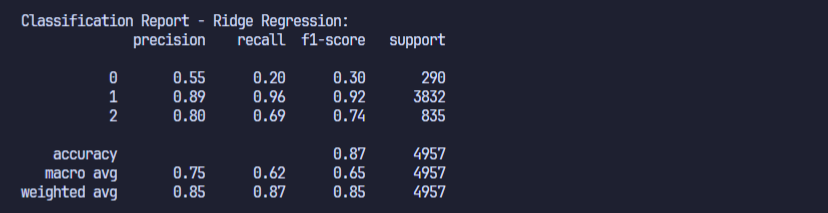 Classification Report - Ridge Regression:
precision recall f1-score support
0 0.55 0.20 0.30 290
1 0.89 0.96 0.92 3832
2 0.80 0.69 0.74 835
accuracy 0.87 4957
macro avg 0.75 0.62 0.65 4957
weighted avg 0.85 0.87 0.85 4957